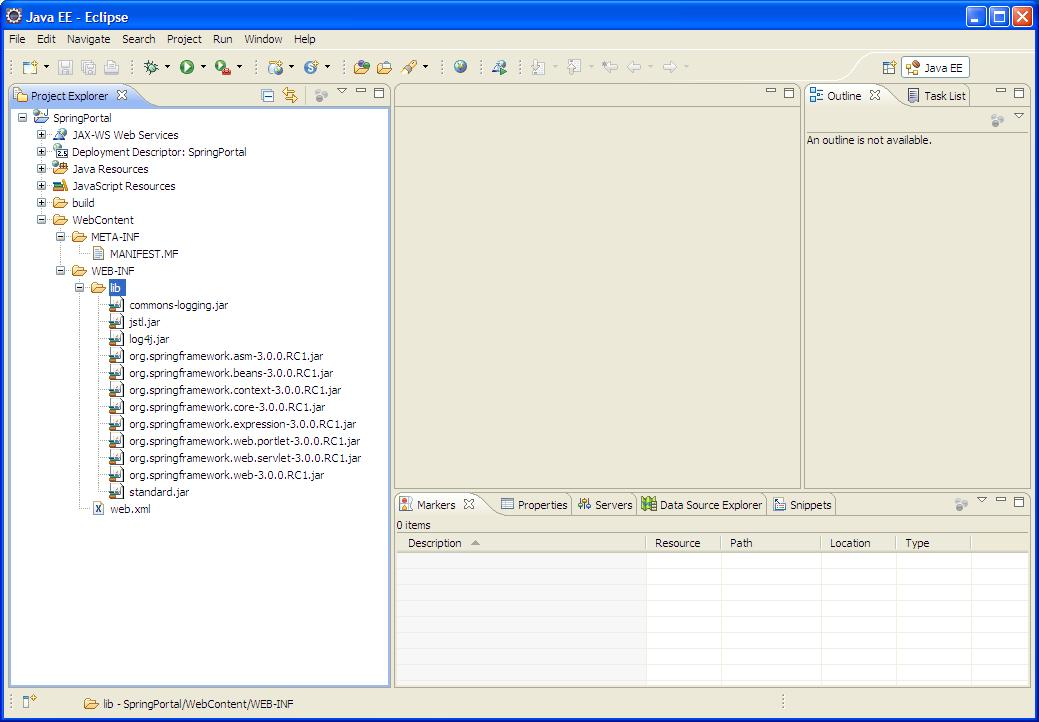 Java EE - Eclipse
File Edit Navigate Search Project Run Window Help
Java EE
Project Explorer
SpringPortal
JAX-WS Web Services
2.5 Deployment Descriptor: SpringPortal
Java Resources
JavaScript Resources
build
WebContent
META-INF
MANIFEST.MF
WEB-INF
lib
commons-logging.jar
jstl.jar
log4j.jar
org.springframework.asm-3.0.0.RC1.jar
org.springframework.beans-3.0.0.RC1.jar
org.springframework.context-3.0.0.RC1.jar
org.springframework.core-3.0.0.RC1.jar
org.springframework.expression-3.0.0.RC1.jar
org.springframework.web.portlet-3.0.0.RC1.jar
org.springframework.web.servlet-3.0.0.RC1.jar
org.springframework.web-3.0.0.RC1.jar
standard.jar
X web.xml
Outline Task List
An outline is not available.
Markers Properties Servers Data Source Explorer Snippets
0 items
Description Resource Path Location Type
lib - SpringPortal/WebContent/WEB-INF